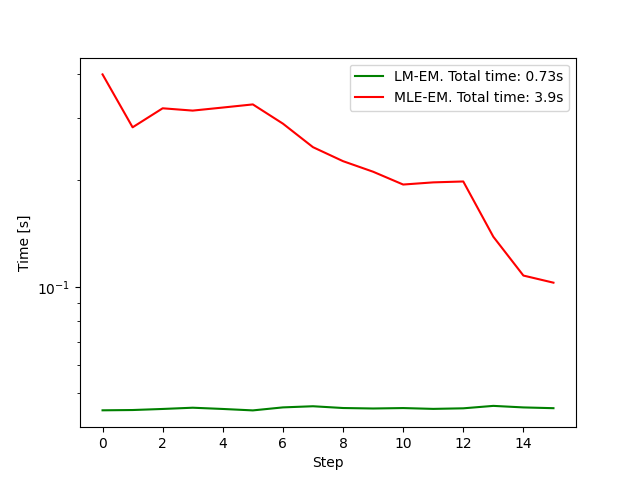 LM-EM. Total time: 0.73s
MLE-EM. Total time: 3.9s
Time [s]
10⁻¹
0 2 4 6 8 10 12 14
Step